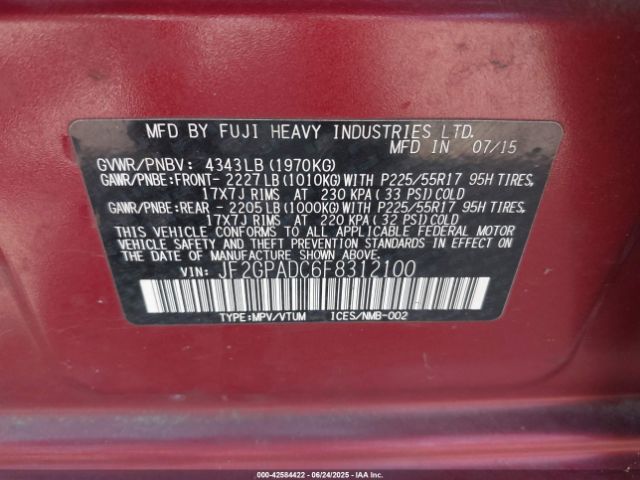 MFD BY FUJI HEAVY INDUSTRIES LTD.
MFD IN 07/15
GVWR/PNBV: 4343LB (1970KG)
GAWR/PNBE:FRONT- 2227 LB (1010KG) WITH P225/55R17 95H TIRES,
17X7J RIMS AT 230 KPA (33 PSI) COLD
GAWR/PNBE:REAR - 2205 LB (1000KG) WITH P225/55R17 95H TIRES,
17X7J RIMS AT 220 KPA (32 PSI) COLD
THIS VEHICLE CONFORMS TO ALL APPLICABLE FEDERAL MOTOR
VEHICLE SAFETY AND THEFT PREVENTION STANDARDS IN EFFECT ON
THE DATE OF MANUFACTURE SHOWN ABOVE.
VIN: JF2GPADC6F8312100
TYPE:MPV/VTUM ICES/NMB-002
000-42584422 - 06/24/2025 - IAAI.COM